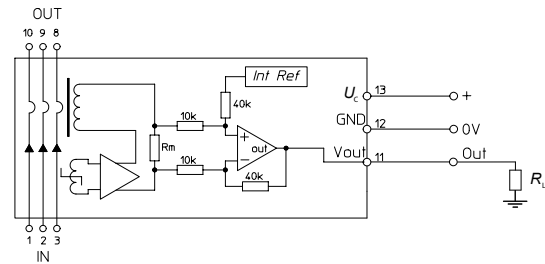 OUT
10 9 8
Int Ref
40k
10k
Rm
10k
+
−
out
40k
Uc 13 +
GND 12 0V
Vout 11 Out
RL
1 2 3
IN